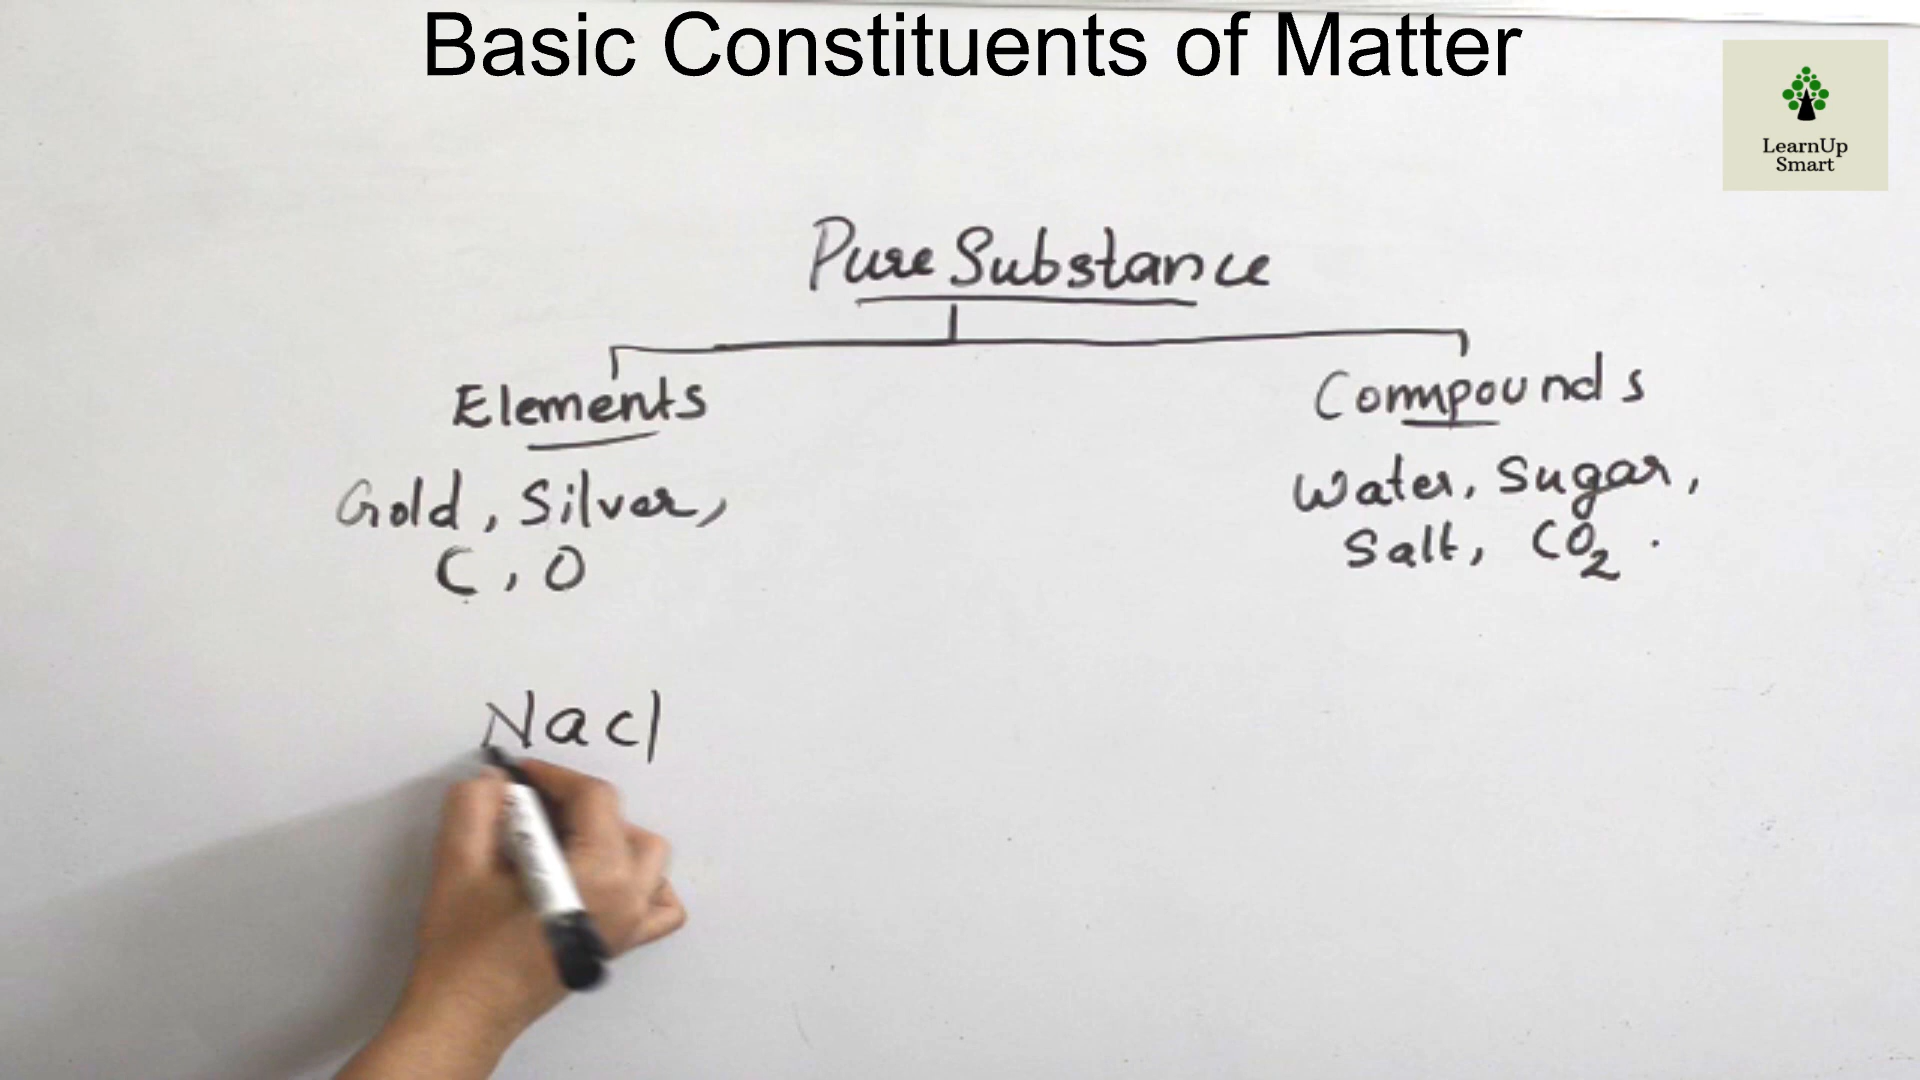 Basic Constituents of Matter
LearnUp
Smart
Pure Substance
Elements
Compounds
Gold, Silver,
C, O
Water, Sugar,
Salt, CO₂.
Nacl